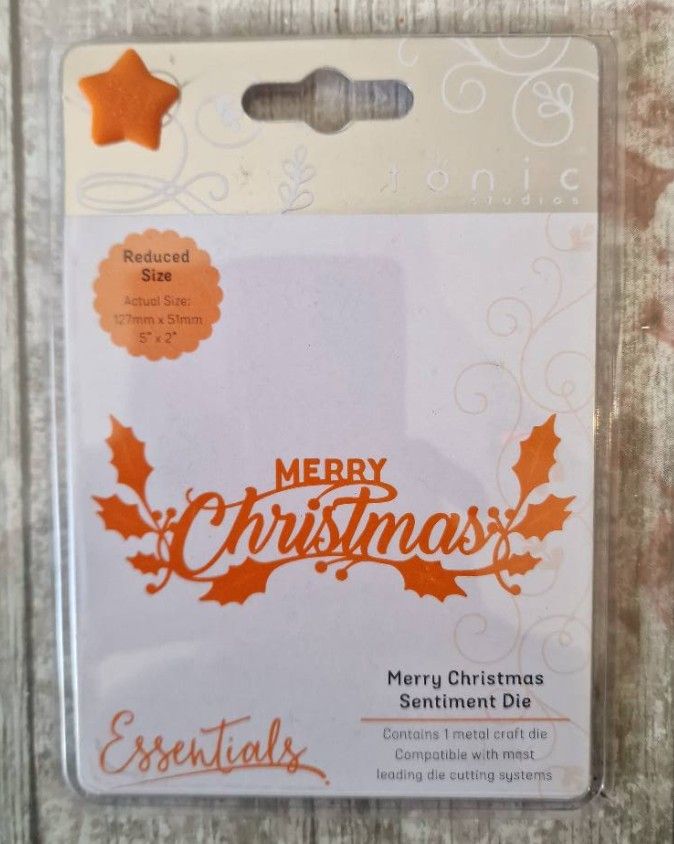 tonic
studios
Reduced
Size
Actual Size:
127mm x 51mm
5" x 2"
MERRY
Christmas
Merry Christmas
Sentiment Die
Contains 1 metal craft die
Compatible with most
leading die cutting systems
Essentials